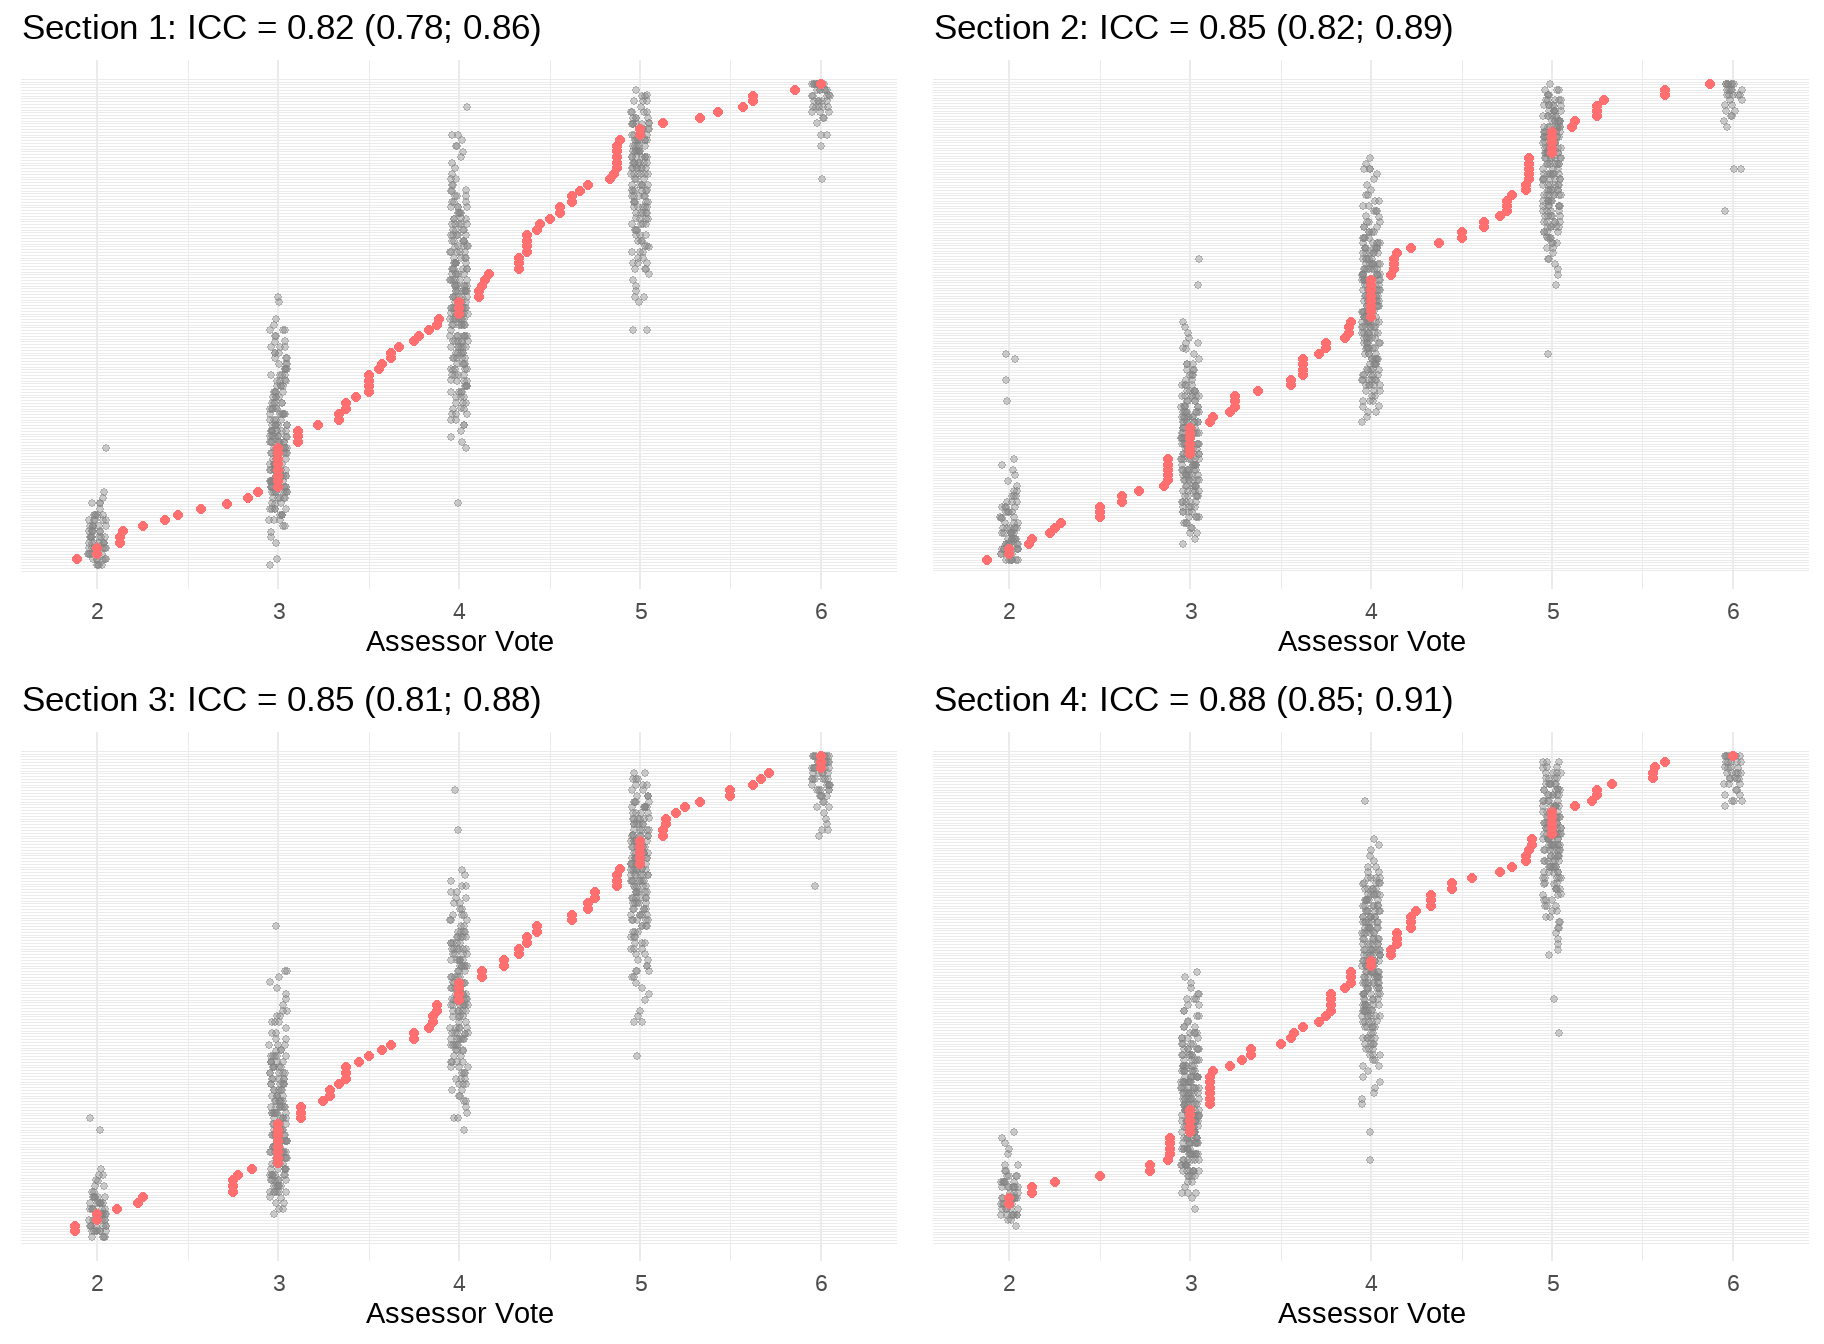 Section 1: ICC = 0.82 (0.78; 0.86)
2 3 4 5 6
Assessor Vote
Section 2: ICC = 0.85 (0.82; 0.89)
2 3 4 5 6
Assessor Vote
Section 3: ICC = 0.85 (0.81; 0.88)
2 3 4 5 6
Assessor Vote
Section 4: ICC = 0.88 (0.85; 0.91)
2 3 4 5 6
Assessor Vote